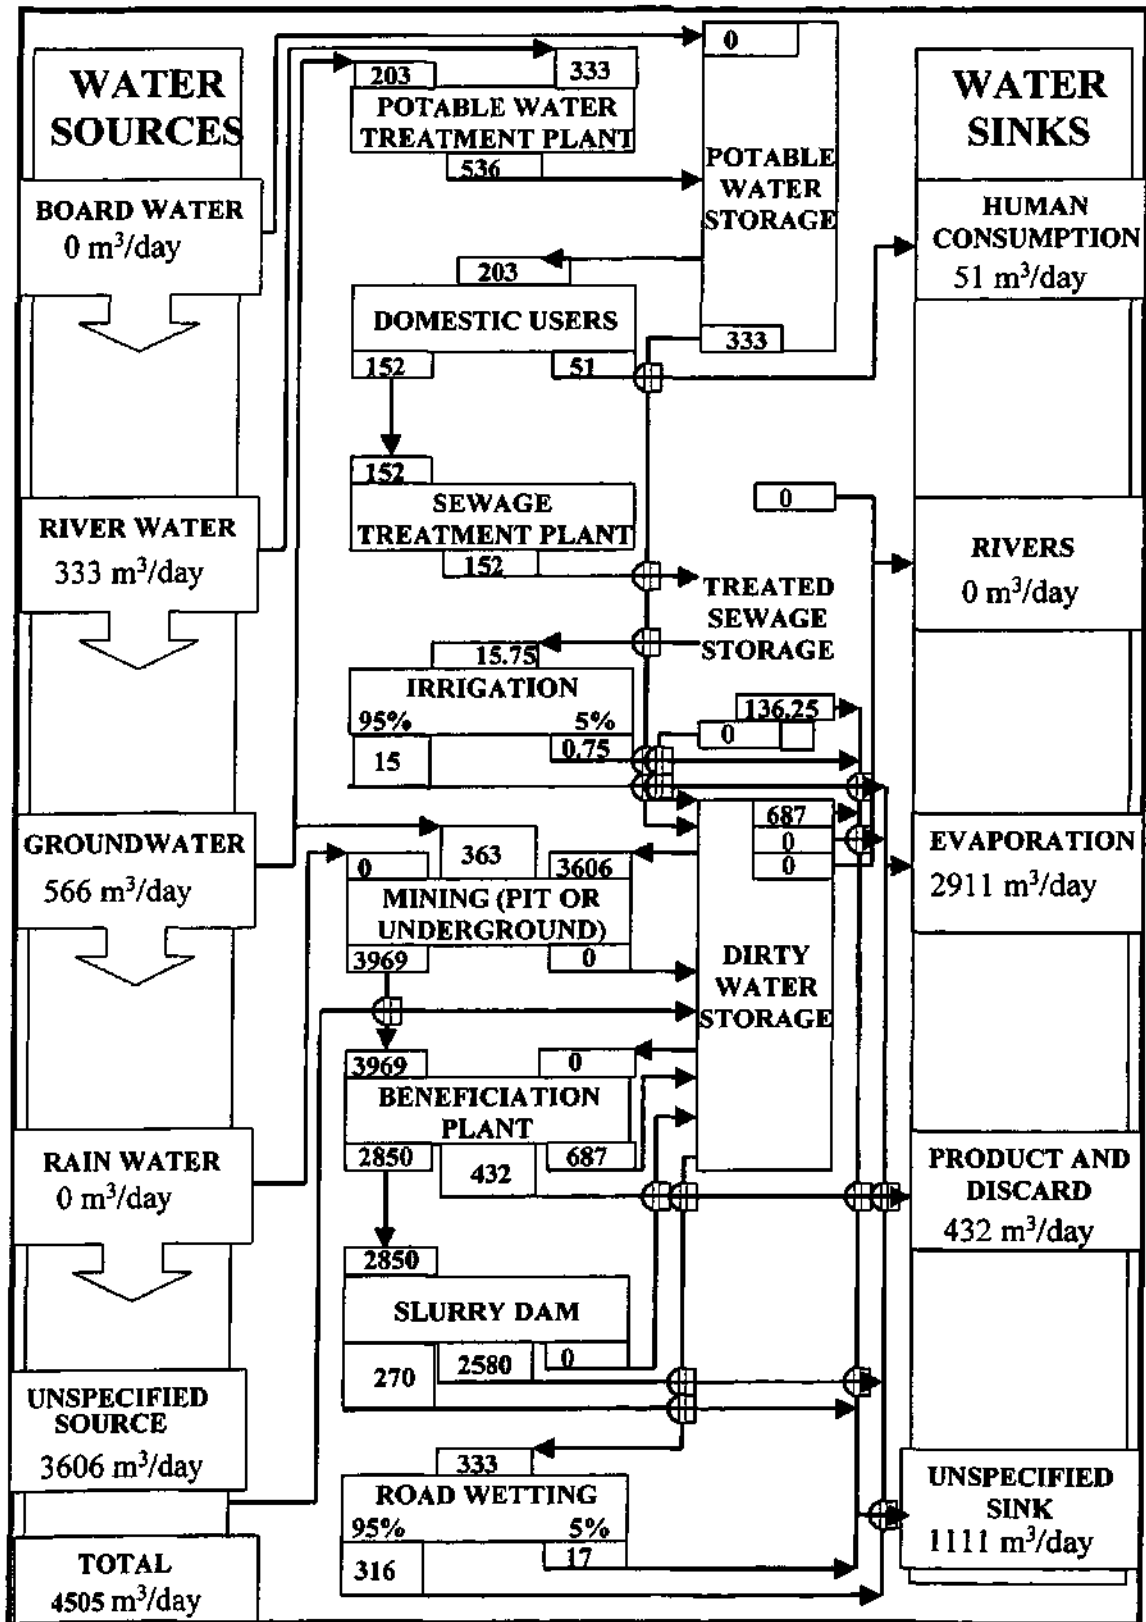 WATER
SOURCES
BOARD WATER
0 m³/day
RIVER WATER
333 m³/day
GROUNDWATER
566 m³/day
RAIN WATER
0 m³/day
UNSPECIFIED
SOURCE
3606 m³/day
TOTAL
4505 m³/day
203
333
POTABLE WATER
TREATMENT PLANT
536
203
DOMESTIC USERS
152
51
152
SEWAGE
TREATMENT PLANT
152
15.75
IRRIGATION
95%
5%
15
0.75
0
363
3606
MINING (PIT OR
UNDERGROUND)
3969
0
3969
0
BENEFICIATION
PLANT
2850
432
687
2850
SLURRY DAM
270
2580
0
333
ROAD WETTING
95%
5%
316
17
0
POTABLE
WATER
STORAGE
333
0
TREATED
SEWAGE
STORAGE
136.25
0
687
0
0
DIRTY
WATER
STORAGE
WATER
SINKS
HUMAN
CONSUMPTION
51 m³/day
RIVERS
0 m³/day
EVAPORATION
2911 m³/day
PRODUCT AND
DISCARD
432 m³/day
UNSPECIFIED
SINK
1111 m³/day